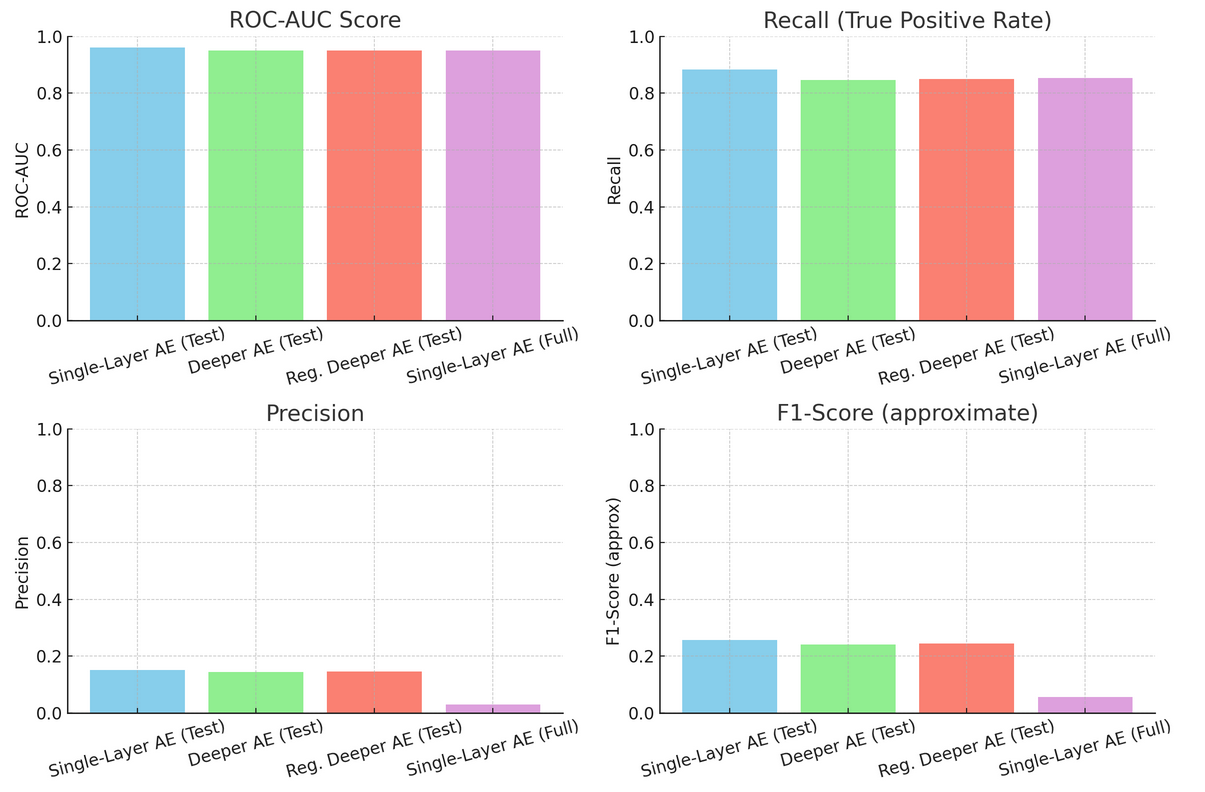 ROC-AUC Score
1.0
0.8
0.6
0.4
0.2
0.0
ROC-AUC
Single-Layer AE (Test)
Deeper AE (Test)
Reg. Deeper AE (Test)
Single-Layer AE (Full)
Recall (True Positive Rate)
1.0
0.8
0.6
0.4
0.2
0.0
Recall
Single-Layer AE (Test)
Deeper AE (Test)
Reg. Deeper AE (Test)
Single-Layer AE (Full)
Precision
1.0
0.8
0.6
0.4
0.2
0.0
Precision
Single-Layer AE (Test)
Deeper AE (Test)
Reg. Deeper AE (Test)
Single-Layer AE (Full)
F1-Score (approximate)
1.0
0.8
0.6
0.4
0.2
0.0
F1-Score (approx)
Single-Layer AE (Test)
Deeper AE (Test)
Reg. Deeper AE (Test)
Single-Layer AE (Full)